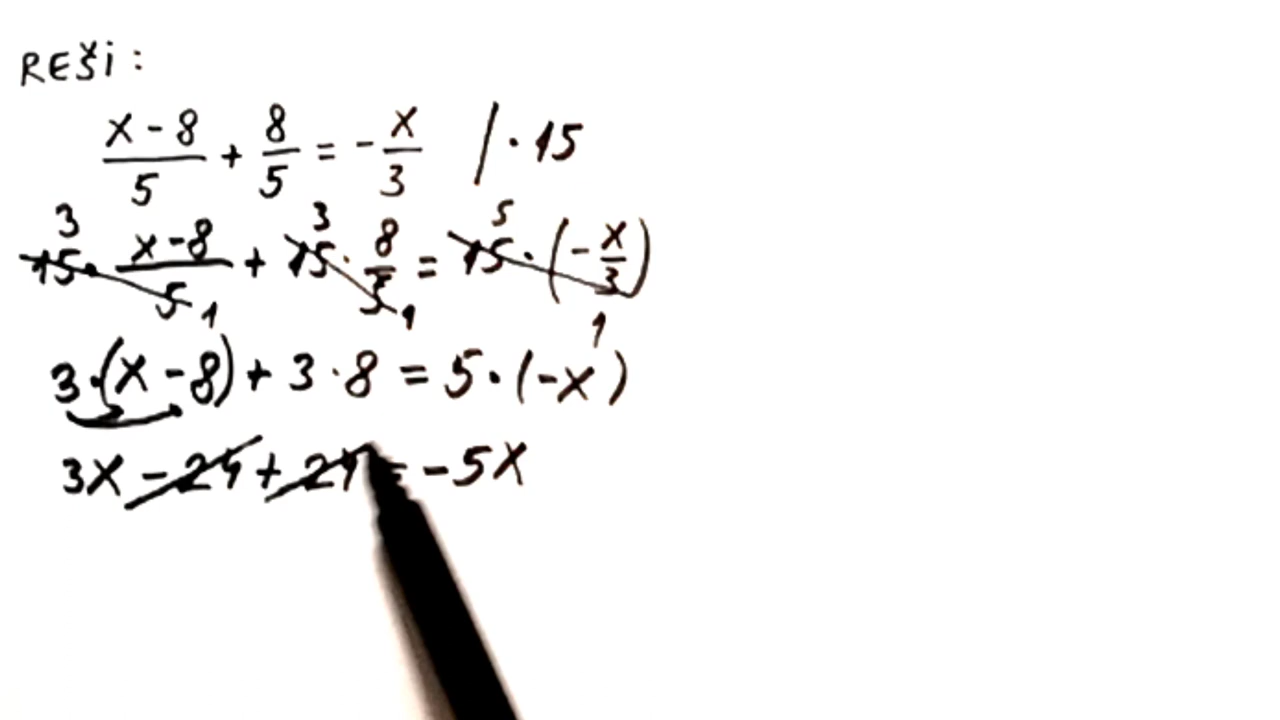 REŠi :
x - 8 / 5 + 8 / 5 = - x / 3 | · 15
3 15 · x - 8 / 5 1 + 3 15 · 8 / 5 1 = 5 15 · (- x / 3 1)
3 · (x - 8) + 3 · 8 = 5 · (-x)
3x - 24 + 24 = -5x